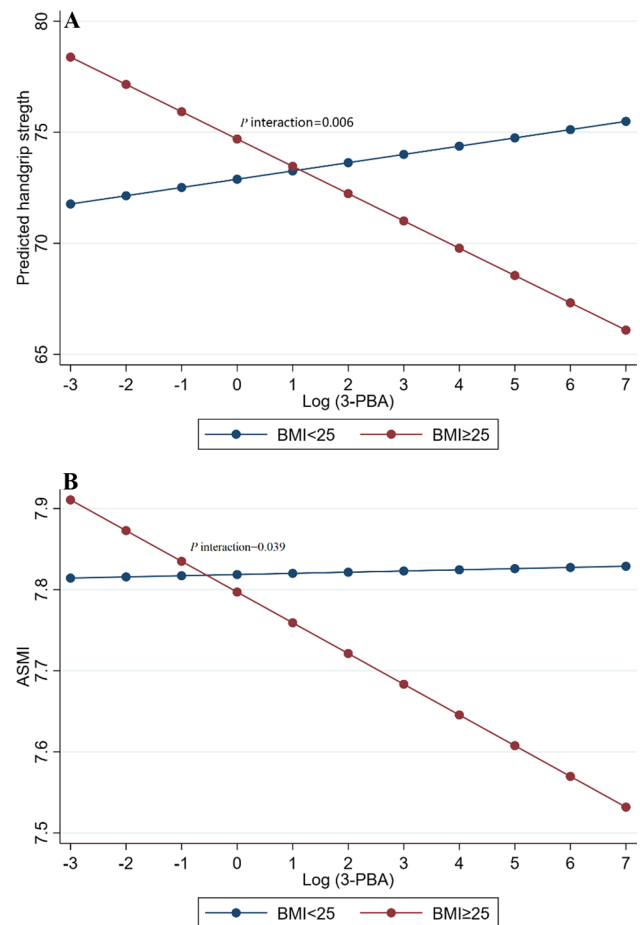 A
80
75
70
65
Predicted handgrip stregth
P interaction=0.006
-3 -2 -1 0 1 2 3 4 5 6 7
Log (3-PBA)
BMI<25 BMI≥25
B
7.9
7.8
7.7
7.6
7.5
ASMI
P interaction=0.039
-3 -2 -1 0 1 2 3 4 5 6 7
Log (3-PBA)
BMI<25 BMI≥25